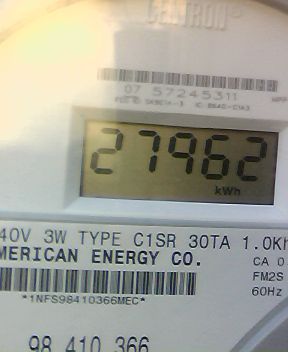 CENTRON®
07 57245311
27962
kWh
40V 3W TYPE C1SR 30TA 1.0Kh
MERICAN ENERGY CO.
CA 0
FM2S
60Hz
*1NFS98410366MEC*
98 410 366